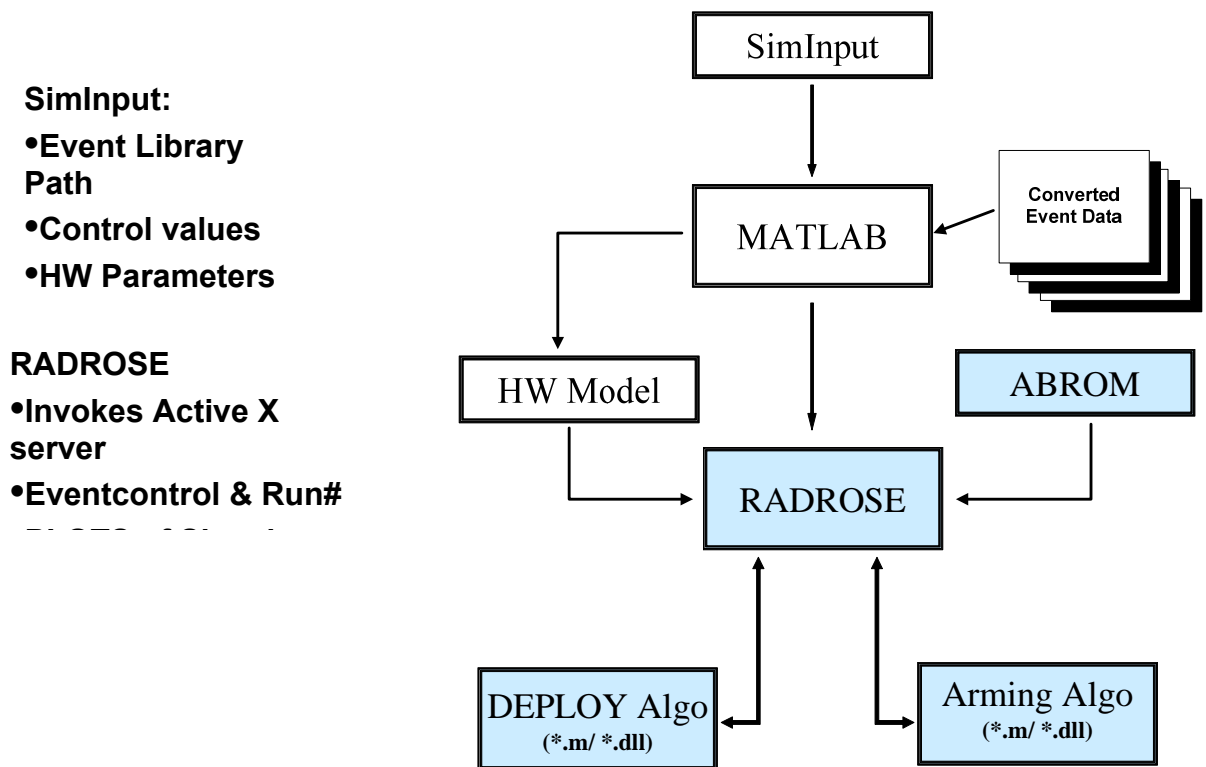 SimInput:
•Event Library
Path
•Control values
•HW Parameters
RADROSE
•Invokes Active X
server
•Eventcontrol & Run#
SimInput
MATLAB
Converted
Event Data
HW Model
ABROM
RADROSE
DEPLOY Algo
(*.m/ *.dll)
Arming Algo
(*.m/ *.dll)